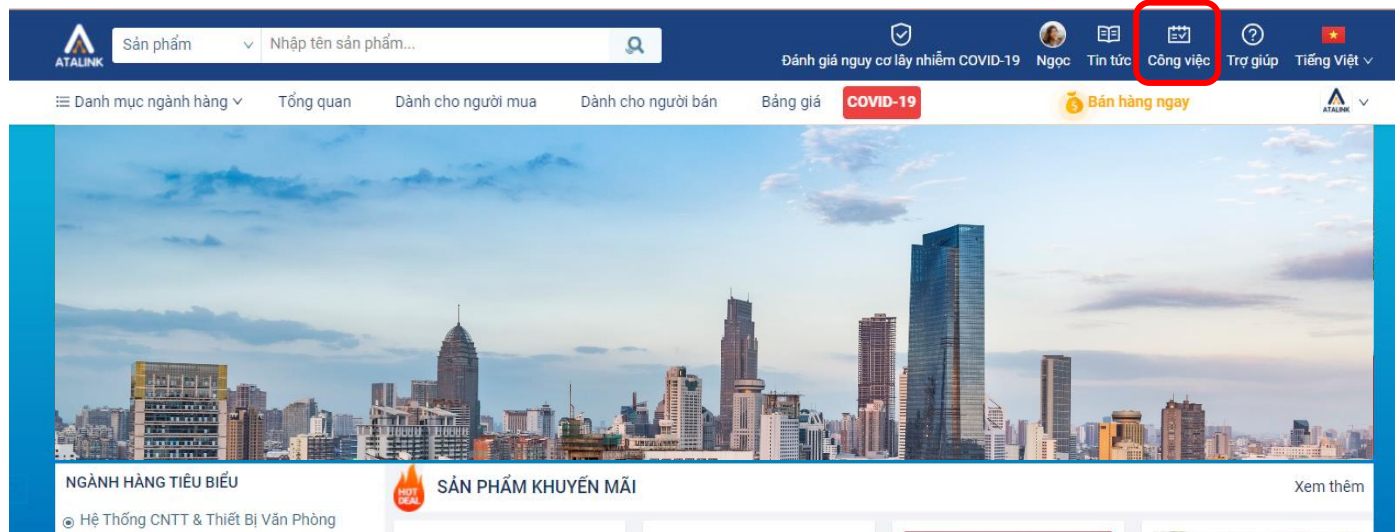 ATALINK
Sản phẩm
Nhập tên sản phẩm...
Đánh giá nguy cơ lây nhiễm COVID-19
Ngọc
Tin tức
Công việc
Trợ giúp
Tiếng Việt
Danh mục ngành hàng
Tổng quan
Dành cho người mua
Dành cho người bán
Bảng giá
COVID-19
Bán hàng ngay
ATALINK
NGÀNH HÀNG TIÊU BIỂU
HOT
DEAL
SẢN PHẨM KHUYẾN MÃI
Xem thêm
Hệ Thống CNTT & Thiết Bị Văn Phòng